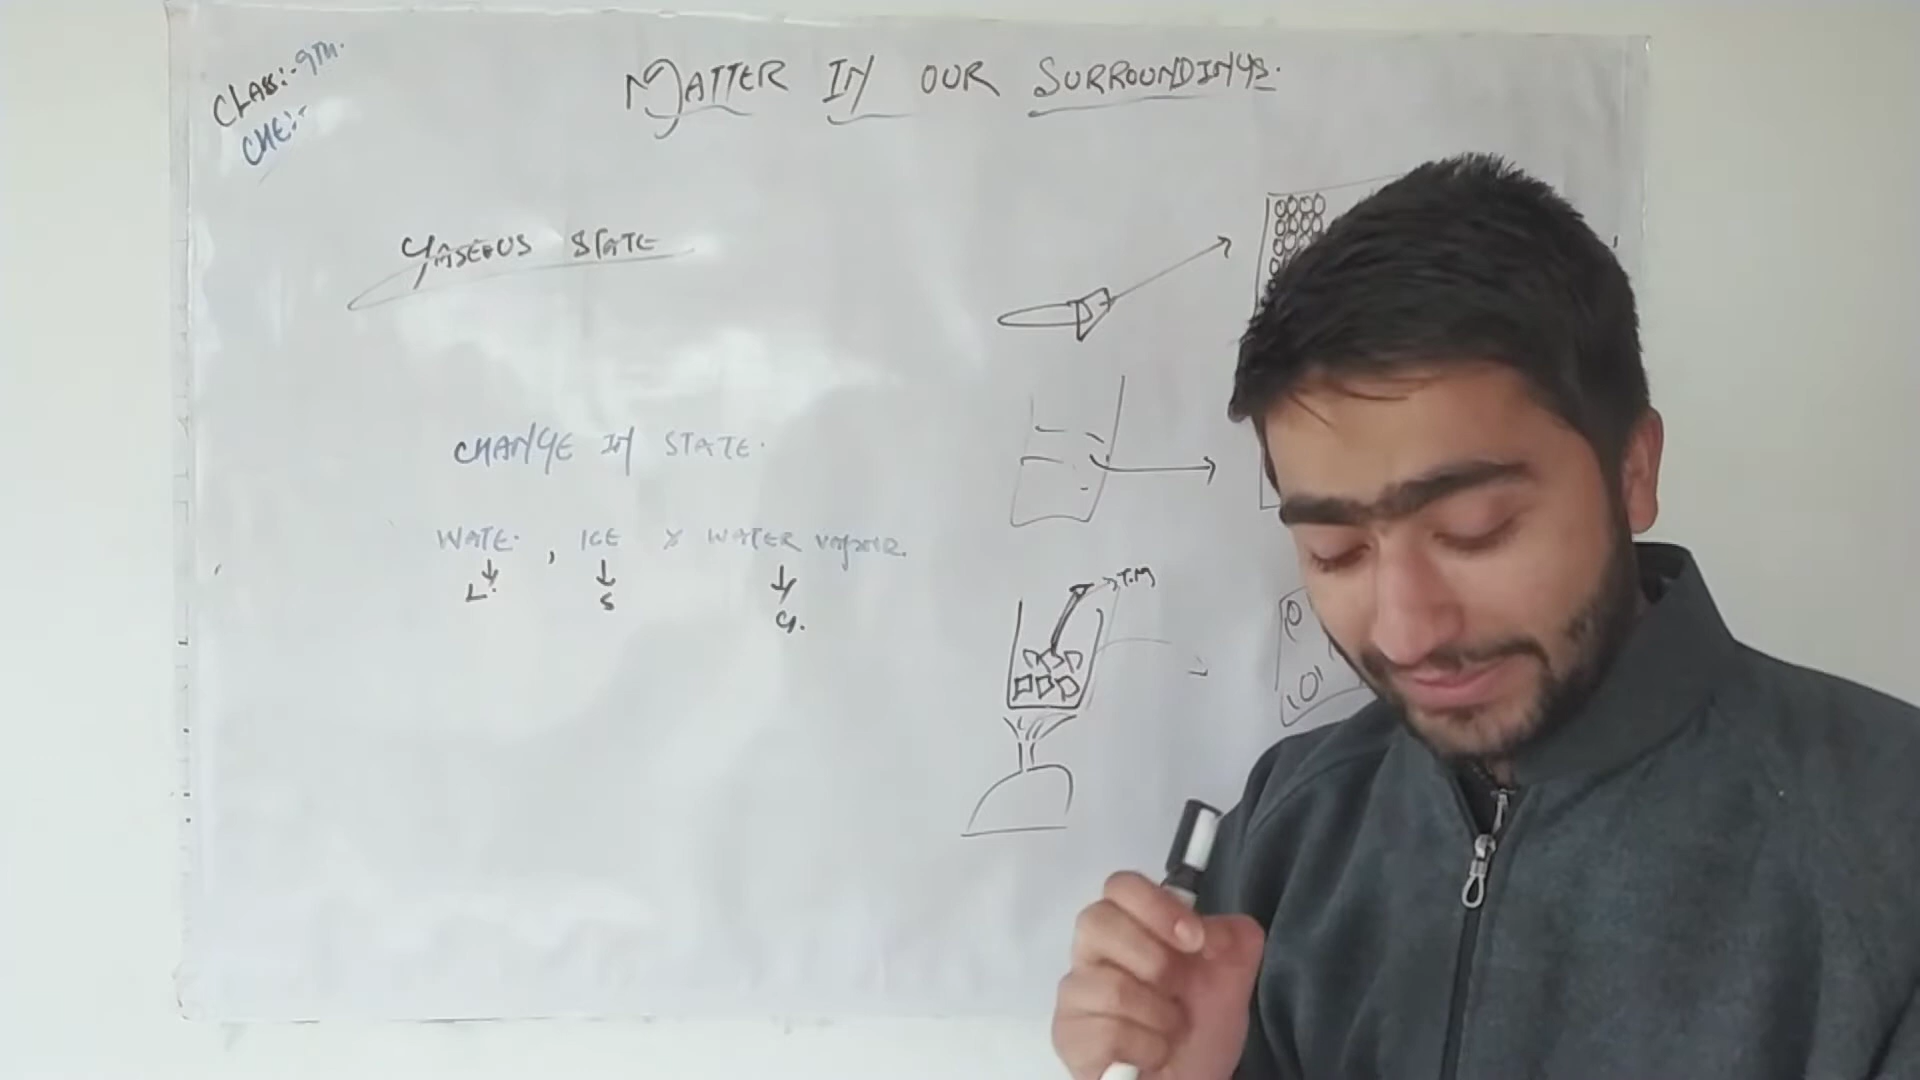 CLASS:- 9TH.
CHE:-
MATTER IN OUR SURROUNDINGS.
GASEOUS STATE
CHANGE IN STATE.
WATE. , ICE & WATER VAPOUR.
L. S G.
T.M